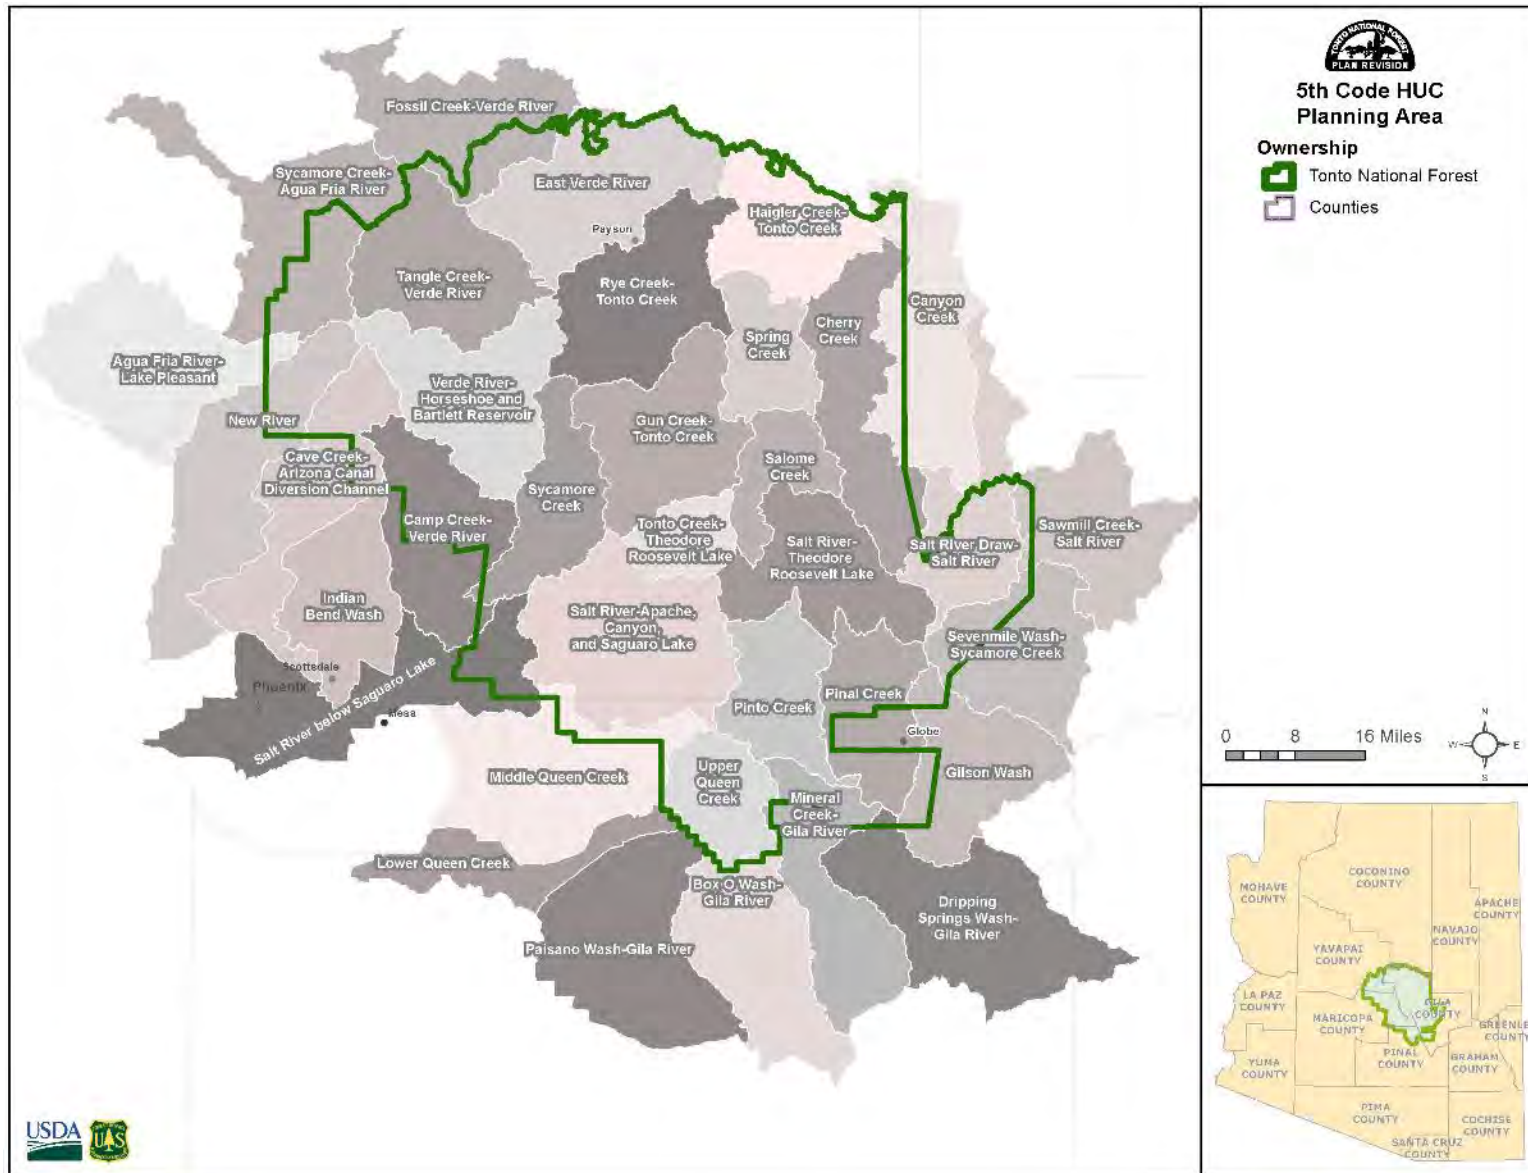 Fossil Creek-Verde River
Sycamore Creek-
Agua Fria River
East Verde River
Payson
Haigler Creek-
Tonto Creek
Tangle Creek-
Verde River
Rye Creek-
Tonto Creek
Canyon
Creek
Cherry
Creek
Spring
Creek
Agua Fria River-
Lake Pleasant
Verde River-
Horseshoe and
Bartlett Reservoir
New River
Gun Creek-
Tonto Creek
Cave Creek-
Arizona Canal
Diversion Channel
Salome
Creek
Sycamore
Creek
Camp Creek-
Verde River
Tonto Creek-
Theodore
Roosevelt Lake
Salt River-
Theodore
Roosevelt Lake
Salt River Draw-
Salt River
Sawmill Creek-
Salt River
Indian
Bend Wash
Salt River-Apache,
Canyon,
and Saguaro Lake
Sevenmile Wash-
Sycamore Creek
Scottsdale
Phoenix
Salt River below Saguaro Lake
Mesa
Pinal Creek
Pinto Creek
Globe
Middle Queen Creek
Upper
Queen
Creek
Gilson Wash
Mineral
Creek-
Gila River
Lower Queen Creek
Box O Wash-
Gila River
Dripping
Springs Wash-
Gila River
Paisano Wash-Gila River
USDA
UAS
TONTO NATIONAL FOREST
PLAN REVISION
5th Code HUC
Planning Area
Ownership
Tonto National Forest
Counties
0 8 16 Miles
N
W E
S
COCONINO
COUNTY
MOHAVE
COUNTY
APACHE
COUNTY
NAVAJO
COUNTY
YAVAPAI
COUNTY
LA PAZ
COUNTY
GILA
COUNTY
MARICOPA
COUNTY
GREENLE
COUNTY
PINAL
COUNTY
GRAHAM
COUNTY
YUMA
COUNTY
PIMA
COUNTY
COCHISE
COUNTY
SANTA CRUZ
COUNTY